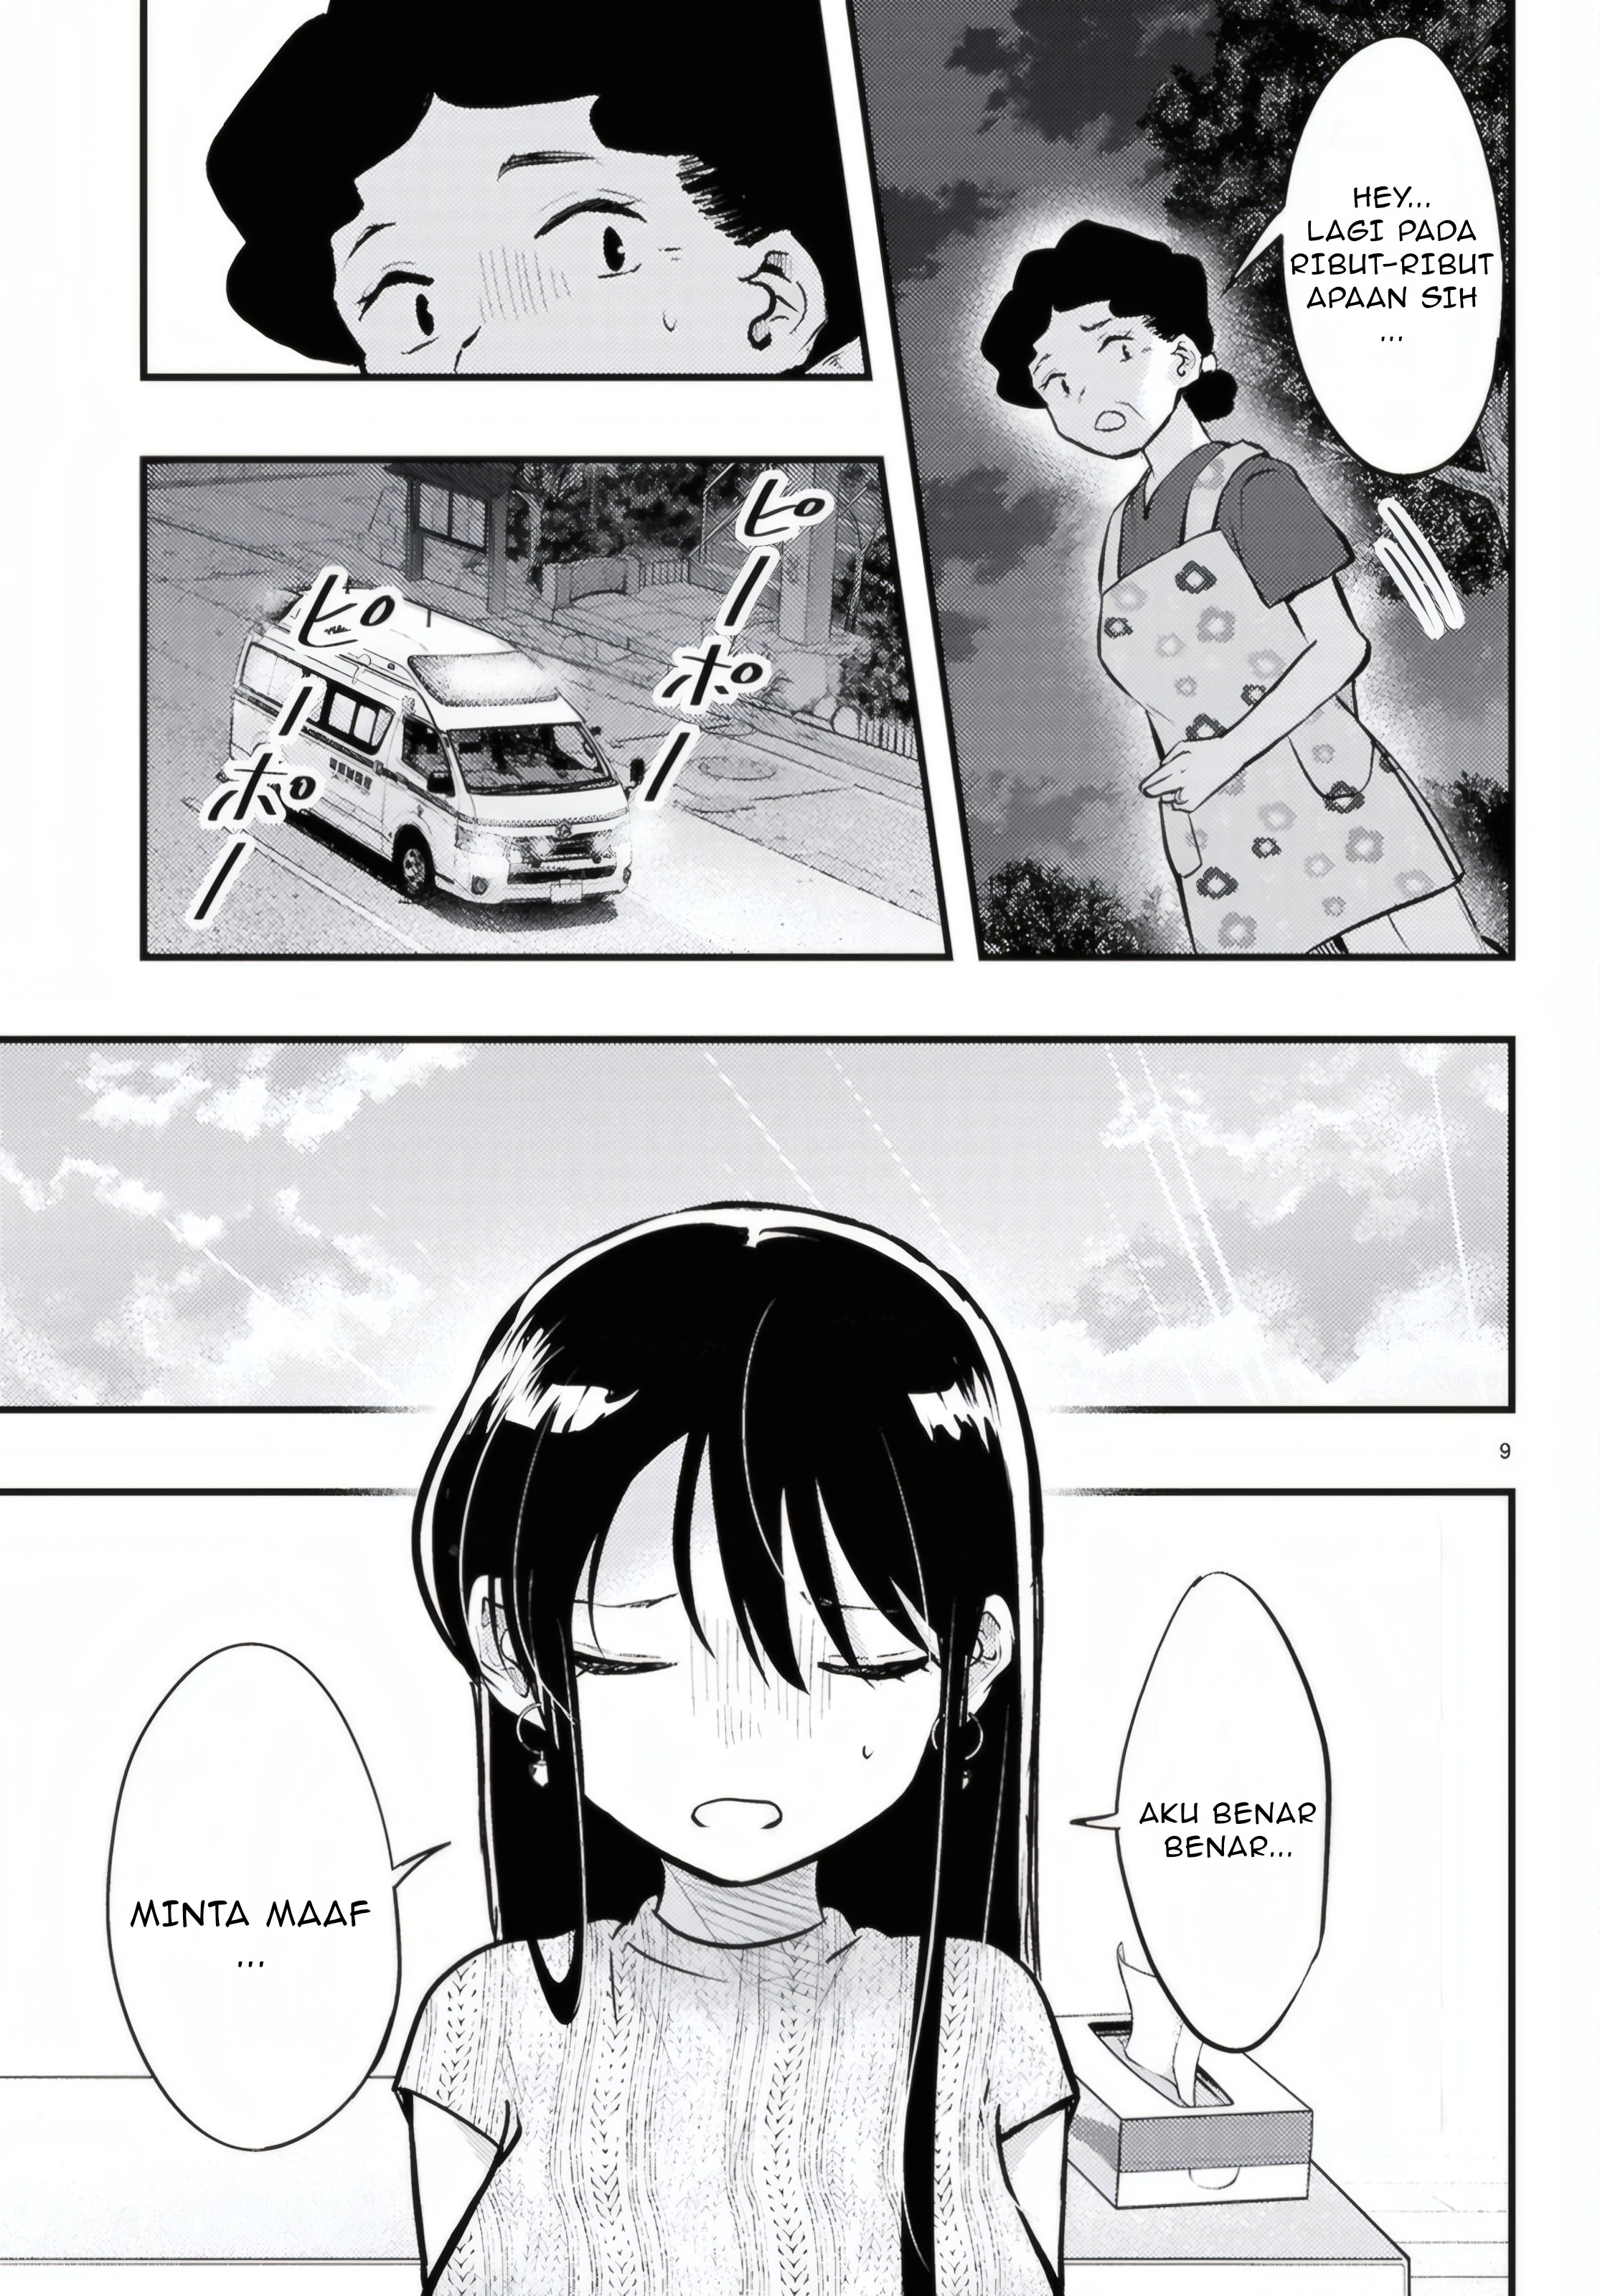 HEY...
LAGI PADA
RIBUT-RIBUT
APAAN SIH
...
ピーポーピーポー
9
AKU BENAR
BENAR...
MINTA MAAF
...